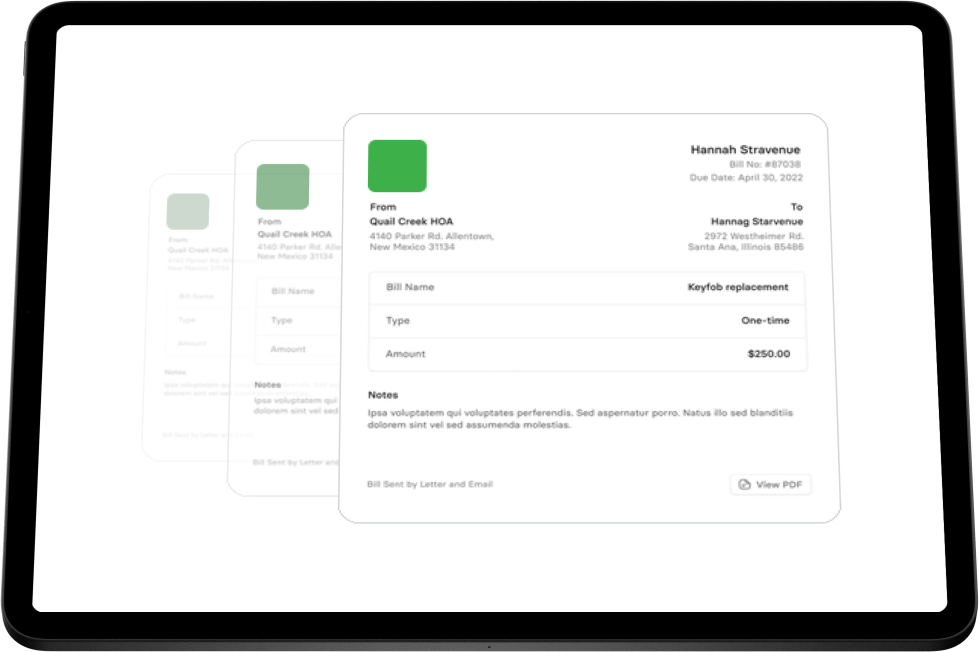 Hannah Stravenue
Bill No: #87038
Due Date: April 30, 2022
From
Quail Creek HOA
4140 Parker Rd. Allentown,
New Mexico 31134
To
Hannag Starvenue
2972 Westheimer Rd.
Santa Ana, Illinois 85486
Bill Name
Keyfob replacement
Type
One-time
Amount
$250.00
Notes
Ipsa voluptatem qui voluptates perferendis. Sed aspernatur porro. Natus illo sed blanditiis
dolorem sint vel sed assumenda molestias.
Bill Sent by Letter and Email
View PDF
From
Quail Creek HOA
4140 Parker Rd. Alle
New Mexico 31134
Bill Name
Type
Amount
Notes
Ipsa voluptatem qui
dolorem sint vel sed
Bill Sent by Letter and
From
Quail Creek HOA
4140 Parker Rd.
New Mexico 31134
Bill Name
Type
Amount
Notes
Ipsa voluptatem qui
dolorem sint vel sed
Bill Sent by Letter and